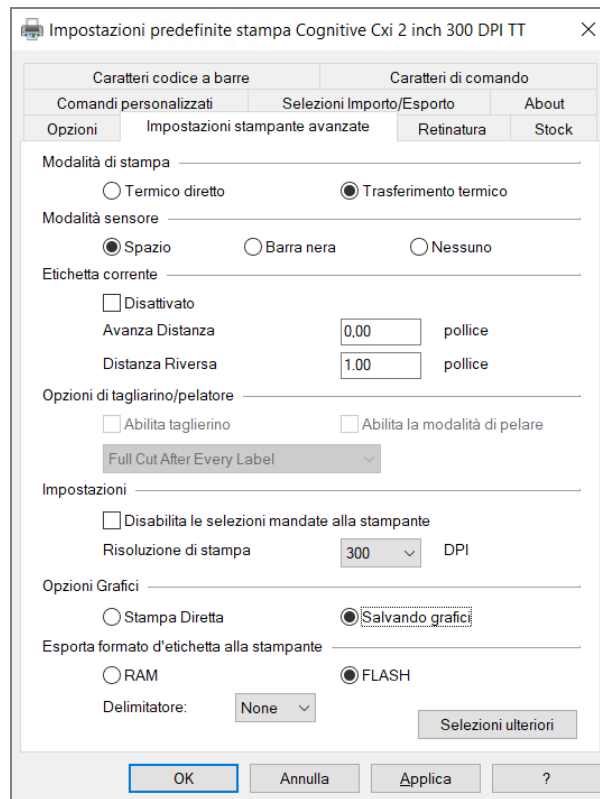 Impostazioni predefinite stampa Cognitive Cxi 2 inch 300 DPI TT
Caratteri codice a barre Caratteri di comando
Comandi personalizzati Selezioni Importo/Esporto About
Opzioni Impostazioni stampante avanzate Retinatura Stock
Modalità di stampa
Termico diretto Trasferimento termico
Modalità sensore
Spazio Barra nera Nessuno
Etichetta corrente
Disattivato
Avanza Distanza 0,00 pollice
Distanza Riversa 1.00 pollice
Opzioni di tagliarino/pelatore
Abilita taglierino Abilita la modalità di pelare
Full Cut After Every Label
Impostazioni
Disabilita le selezioni mandate alla stampante
Risoluzione di stampa 300 DPI
Opzioni Grafici
Stampa Diretta Salvando grafici
Esporta formato d'etichetta alla stampante
RAM FLASH
Delimitatore: None
Selezioni ulteriori
OK Annulla Applica ?